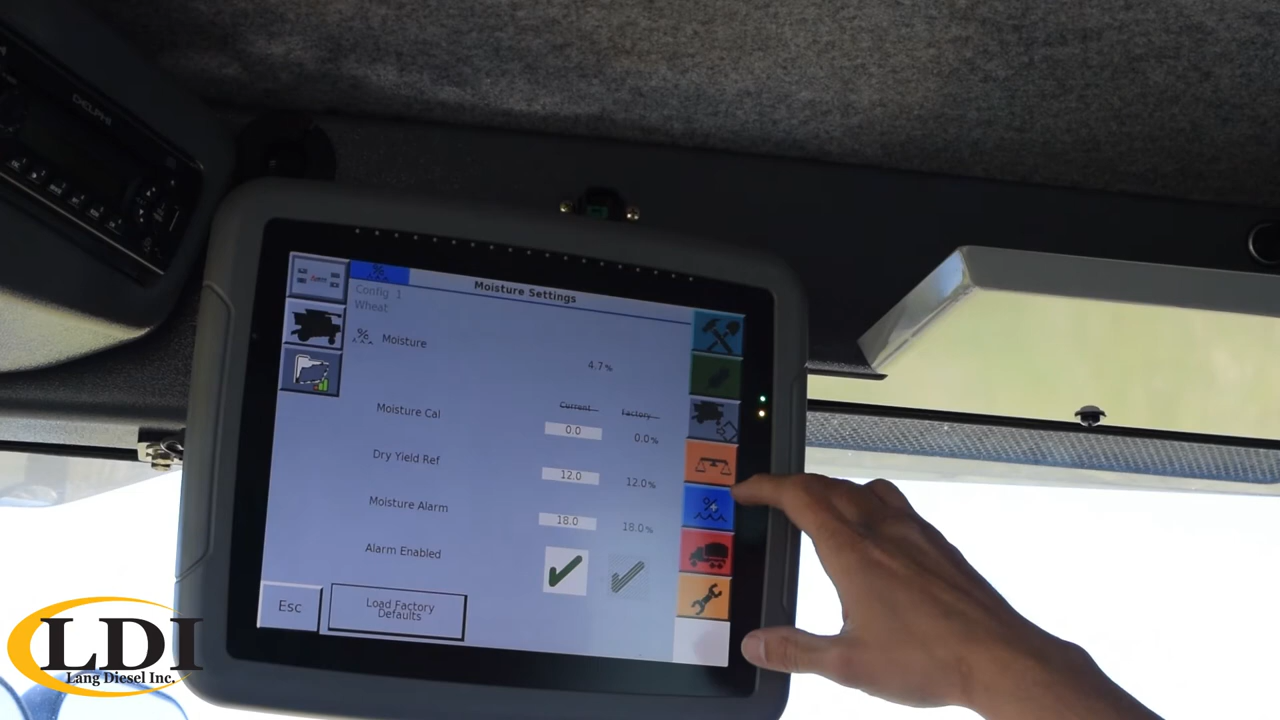 DELPHI
Moisture Settings
Config 1
Wheat
Moisture
4.7%
Current Factory
Moisture Cal 0.0 0.0%
Dry Yield Ref 12.0 12.0%
Moisture Alarm 18.0 18.0%
Alarm Enabled
Esc
Load Factory
Defaults
LDI
Lang Diesel Inc.